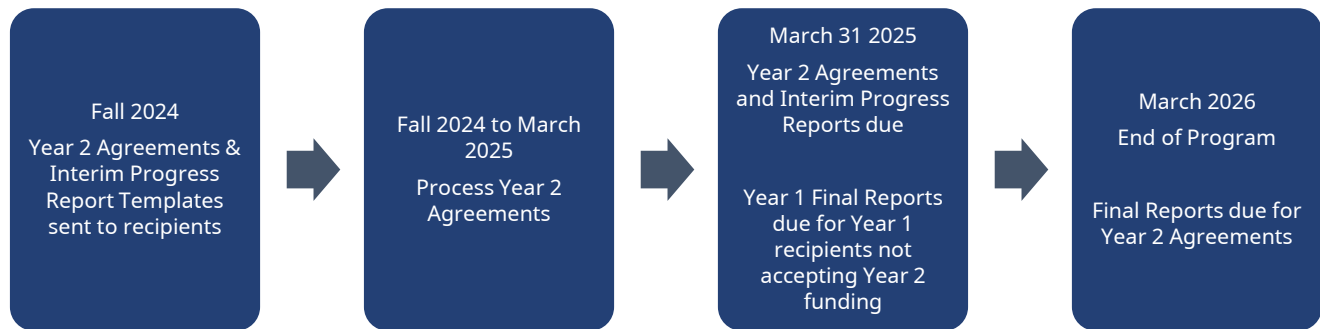 Fall 2024
Year 2 Agreements &
Interim Progress
Report Templates
sent to recipients
Fall 2024 to March
2025
Process Year 2
Agreements
March 31 2025
Year 2 Agreements
and Interim Progress
Reports due
Year 1 Final Reports
due for Year 1
recipients not
accepting Year 2
funding
March 2026
End of Program
Final Reports due for
Year 2 Agreements